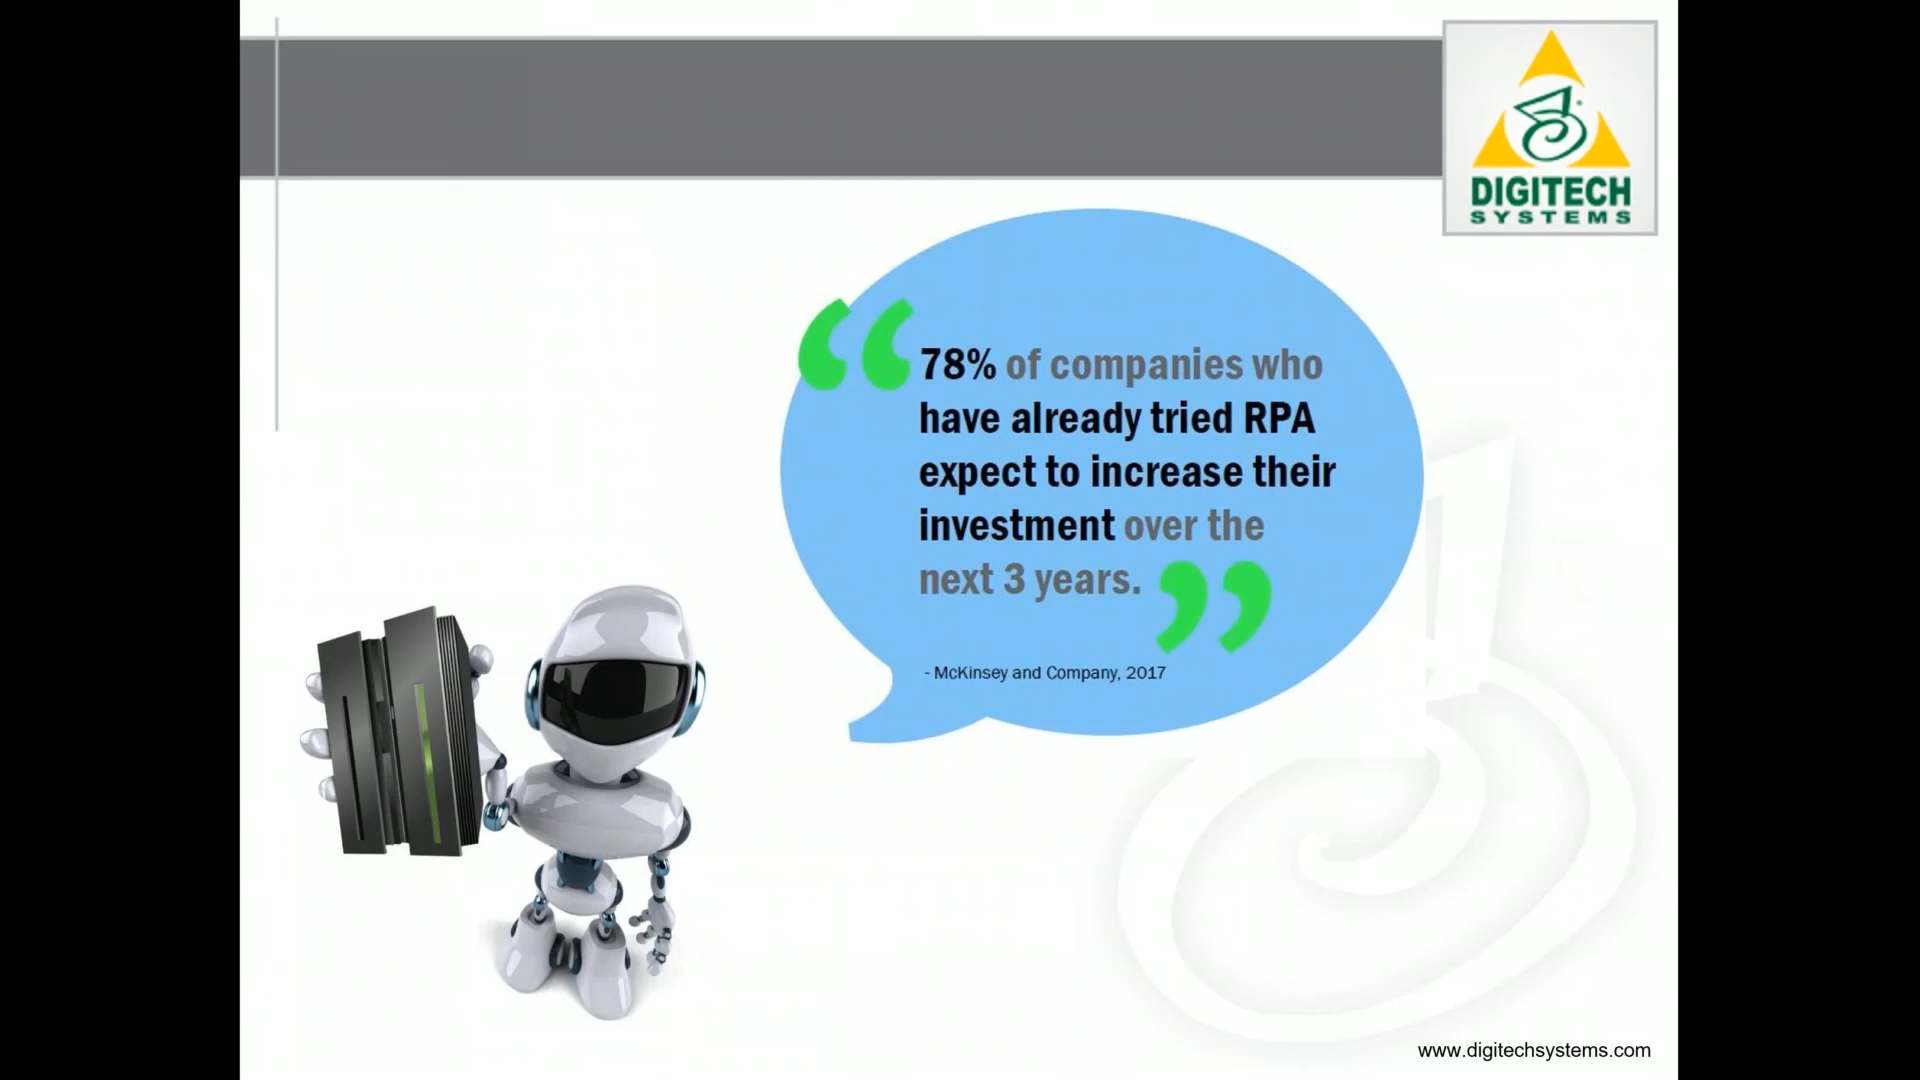 DIGITECH
SYSTEMS
“78% of companies who
have already tried RPA
expect to increase their
investment over the
next 3 years.”
- McKinsey and Company, 2017
www.digitechsystems.com